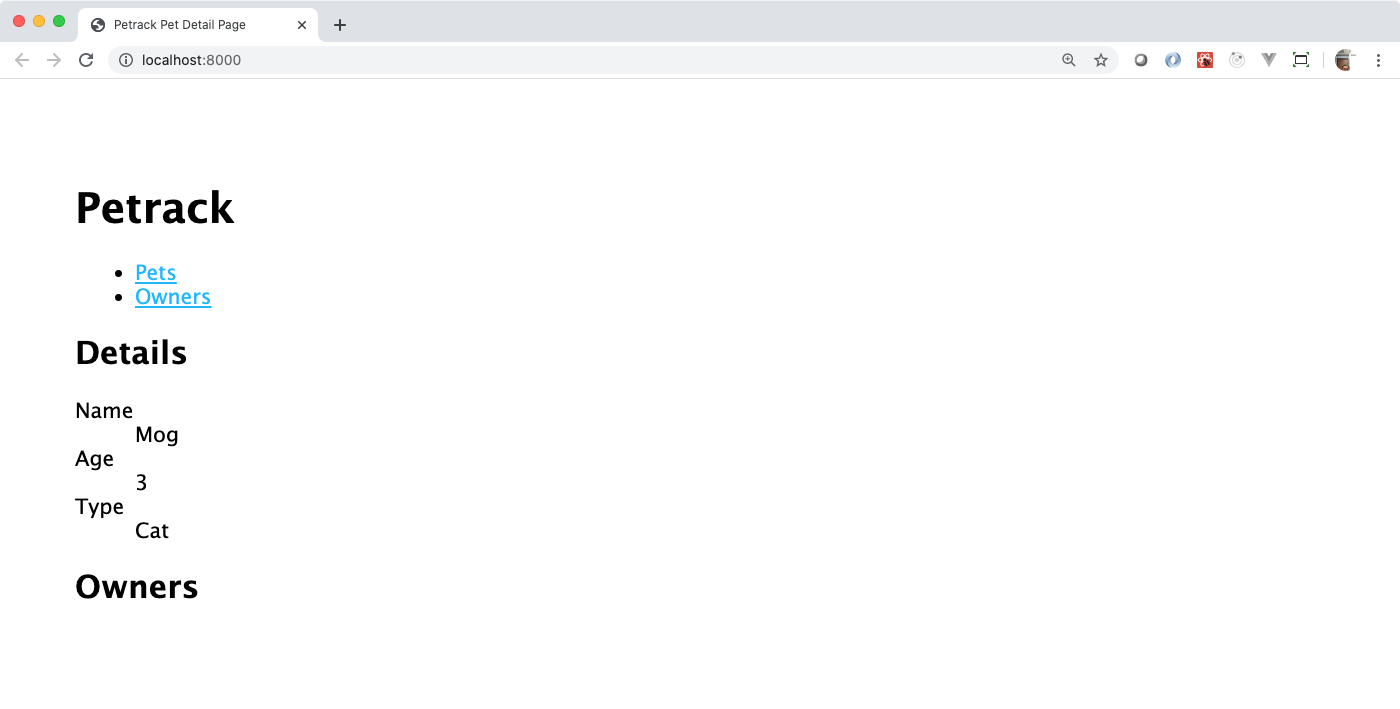 Petrack Pet Detail Page
localhost:8000
Petrack
Pets
Owners
Details
Name
Mog
Age
3
Type
Cat
Owners